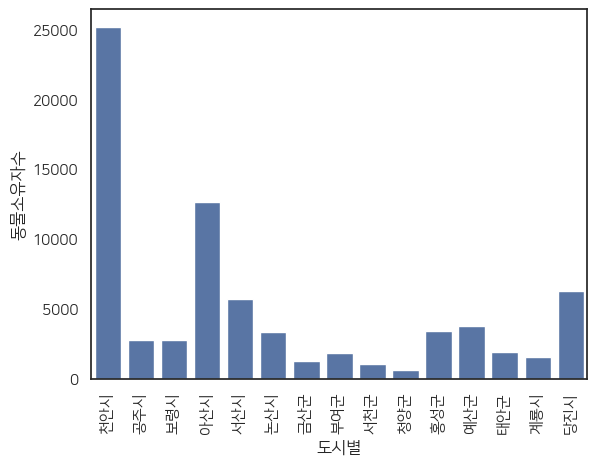 동물소유자수
25000
20000
15000
10000
5000
0
천안시
공주시
보령시
아산시
서산시
논산시
금산군
부여군
서천군
청양군
홍성군
예산군
태안군
계룡시
당진시
도시별